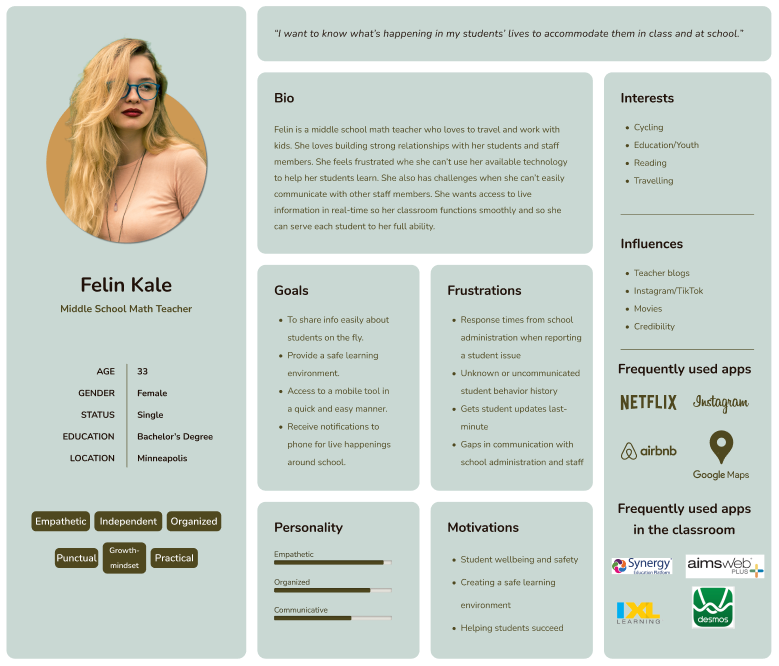 “I want to know what’s happening in my students’ lives to accommodate them in class and at school.”
Felin Kale
Middle School Math Teacher
AGE 33
GENDER Female
STATUS Single
EDUCATION Bachelor’s Degree
LOCATION Minneapolis
Empathetic Independent Organized
Punctual Growth-mindset Practical
Bio
Felin is a middle school math teacher who loves to travel and work with
kids. She loves building strong relationships with her students and staff
members. She feels frustrated whe she can’t use her available technology
to help her students learn. She also has challenges when she can’t easily
communicate with other staff members. She wants access to live
information in real-time so her classroom functions smoothly and so she
can serve each student to her full ability.
Goals
• To share info easily about
students on the fly.
• Provide a safe learning
environment.
• Access to a mobile tool in
a quick and easy manner.
• Receive notifications to
phone for live happenings
around school.
Frustrations
• Response times from school
administration when reporting
a student issue
• Unknown or uncommunicated
student behavior history
• Gets student updates last-
minute
• Gaps in communication with
school administration and staff
Personality
Empathetic
Organized
Communicative
Motivations
• Student wellbeing and safety
• Creating a safe learning
environment
• Helping students succeed
Interests
• Cycling
• Education/Youth
• Reading
• Travelling
Influences
• Teacher blogs
• Instagram/TikTok
• Movies
• Credibility
Frequently used apps
NETFLIX Instagram
airbnb
Google Maps
Frequently used apps
in the classroom
Synergy
Education Platform
aimsweb
PLUS
IXL
LEARNING
desmos